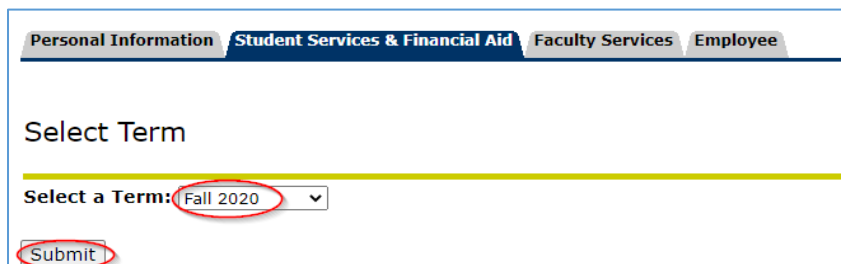 Personal Information Student Services & Financial Aid Faculty Services Employee
Select Term
Select a Term: Fall 2020
Submit